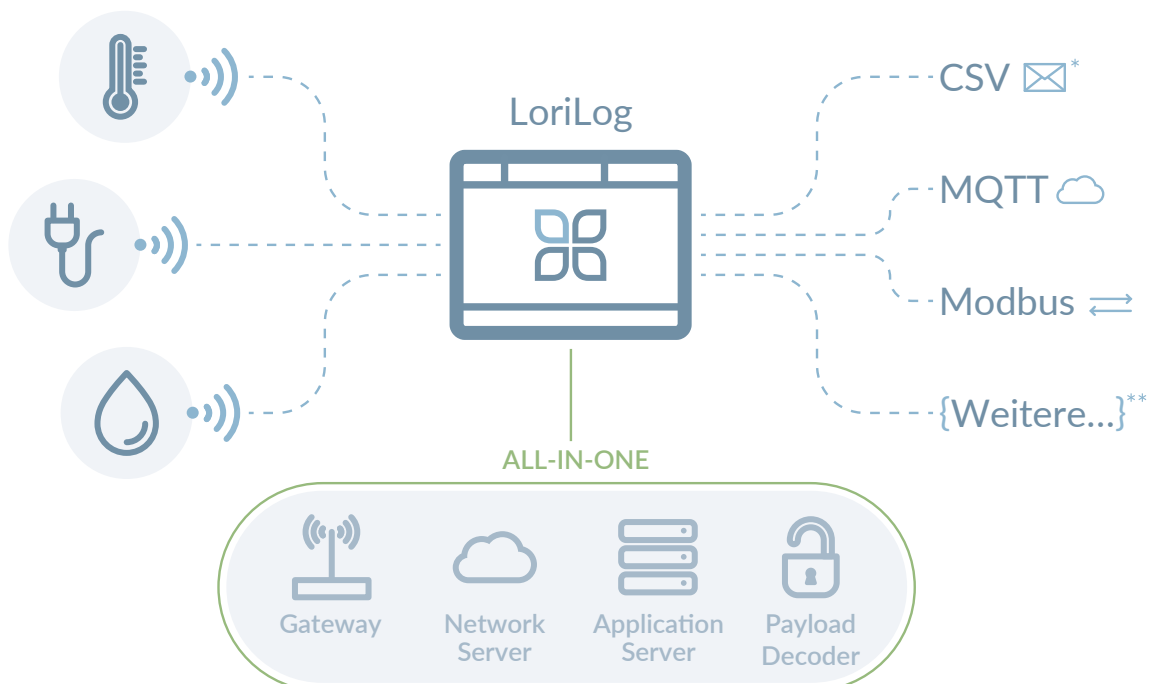 LoriLog
CSV *
MQTT
Modbus
{Weitere...}**
ALL-IN-ONE
Gateway
Network
Server
Application
Server
Payload
Decoder